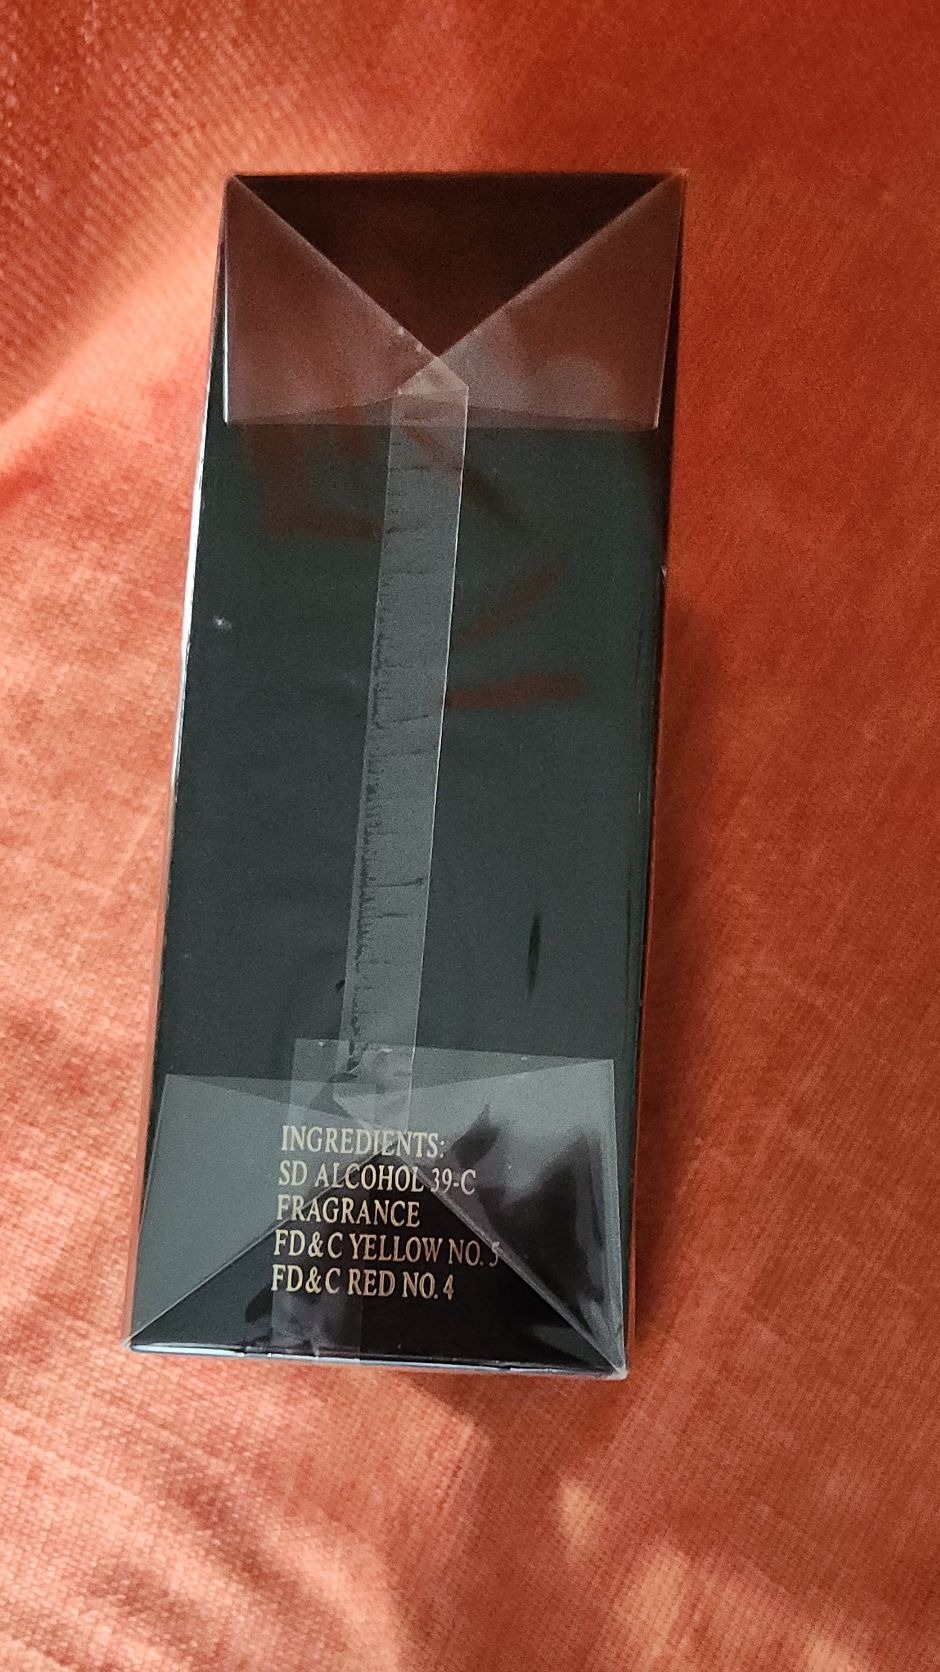 INGREDIENTS:
SD ALCOHOL 39-C
FRAGRANCE
FD&C YELLOW NO. 5
FD&C RED NO. 4